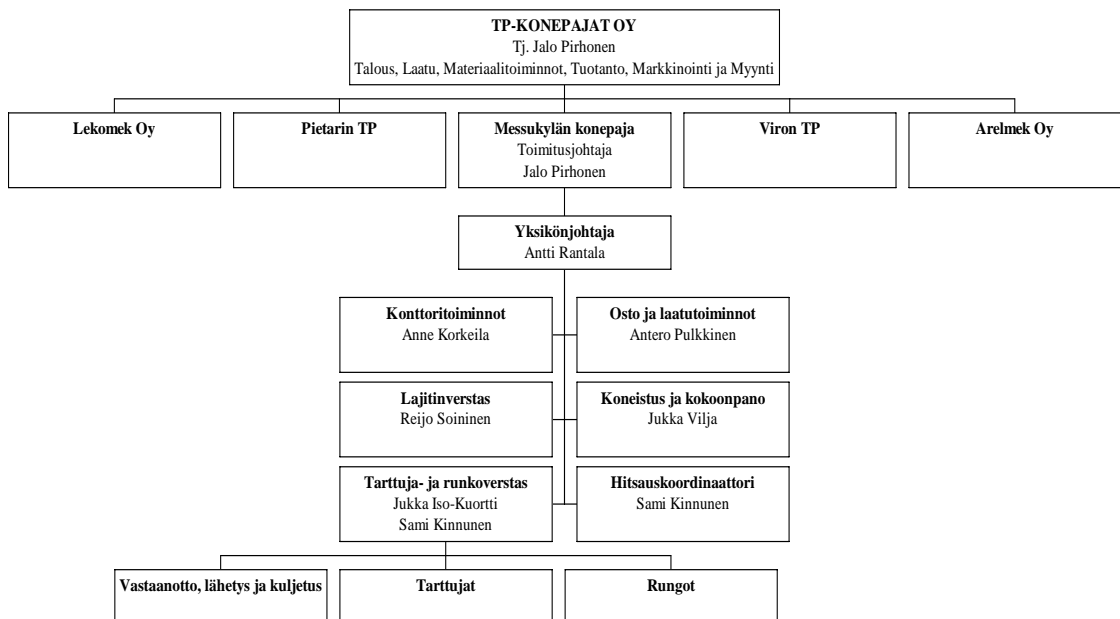 TP-KONEPAJAT OY
Tj. Jalo Pirhonen
Talous, Laatu, Materiaalitoiminnot, Tuotanto, Markkinointi ja Myynti
Lekomek Oy
Pietarin TP
Messukylän konepaja
Toimitusjohtaja
Jalo Pirhonen
Viron TP
Arelmek Oy
Yksikönjohtaja
Antti Rantala
Konttoritoiminnot
Anne Korkeila
Osto ja laatutoiminnot
Antero Pulkkinen
Lajitinverstas
Reijo Soininen
Koneistus ja kokoonpano
Jukka Vilja
Tarttuja- ja runkoverstas
Jukka Iso-Kuortti
Sami Kinnunen
Hitsauskoordinaattori
Sami Kinnunen
Vastaanotto, lähetys ja kuljetus
Tarttujat
Rungot